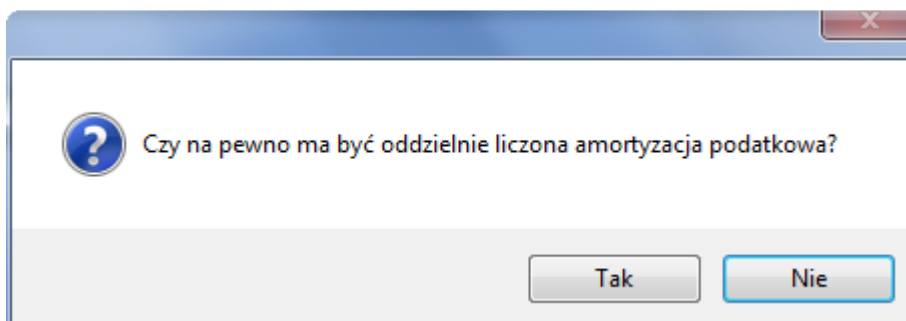 Czy na pewno ma być oddzielnie liczona amortyzacja podatkowa?
Tak
Nie